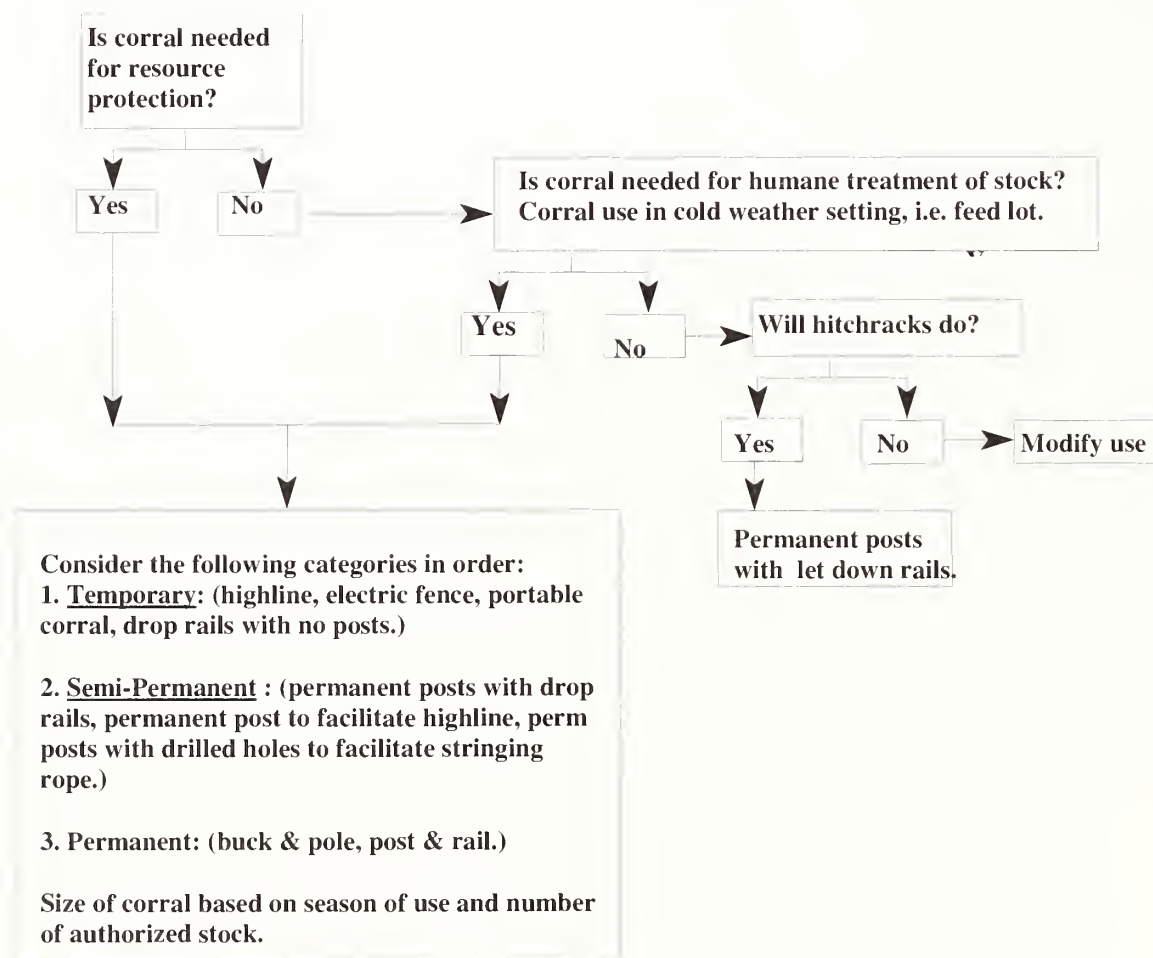 Is corral needed
for resource
protection?
Yes
No
Is corral needed for humane treatment of stock?
Corral use in cold weather setting, i.e. feed lot.
Yes
No
Will hitchracks do?
Yes
No
Modify use
Permanent posts
with let down rails.
Consider the following categories in order:
1. Temporary: (highline, electric fence, portable
corral, drop rails with no posts.)
2. Semi-Permanent : (permanent posts with drop
rails, permanent post to facilitate highline, perm
posts with drilled holes to facilitate stringing
rope.)
3. Permanent: (buck & pole, post & rail.)
Size of corral based on season of use and number
of authorized stock.